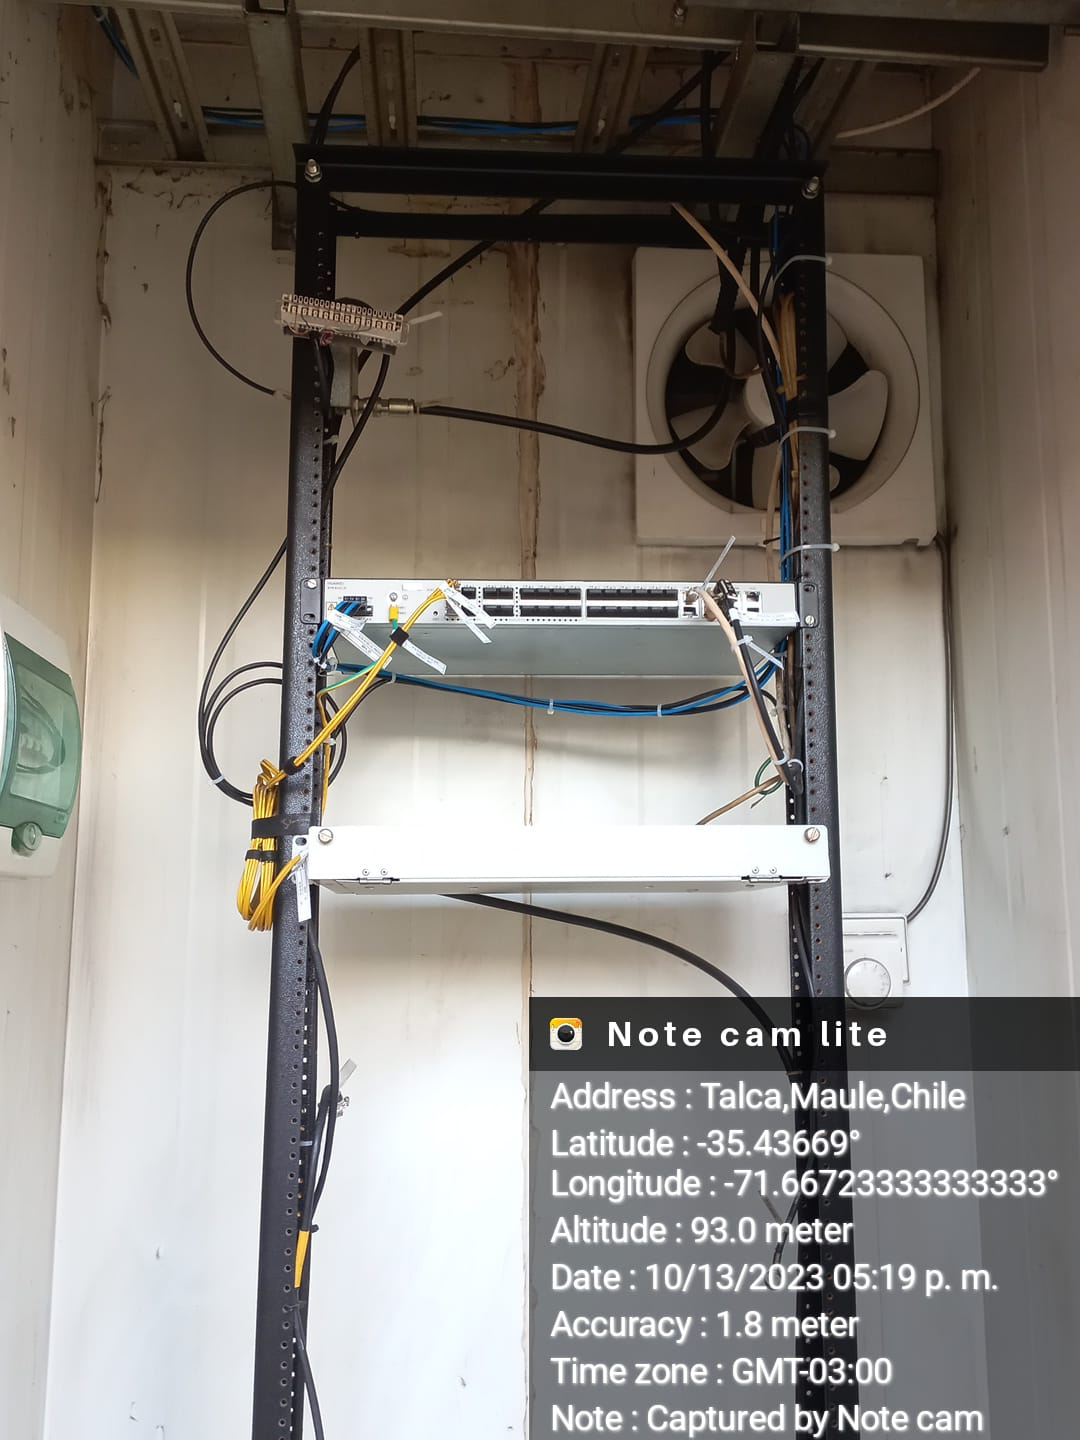 HUAWEI
Note cam lite
Address : Talca,Maule,Chile
Latitude : -35.43669°
Longitude : -71.66723333333333°
Altitude : 93.0 meter
Date : 10/13/2023 05:19 p. m.
Accuracy : 1.8 meter
Time zone : GMT-03:00
Note : Captured by Note cam